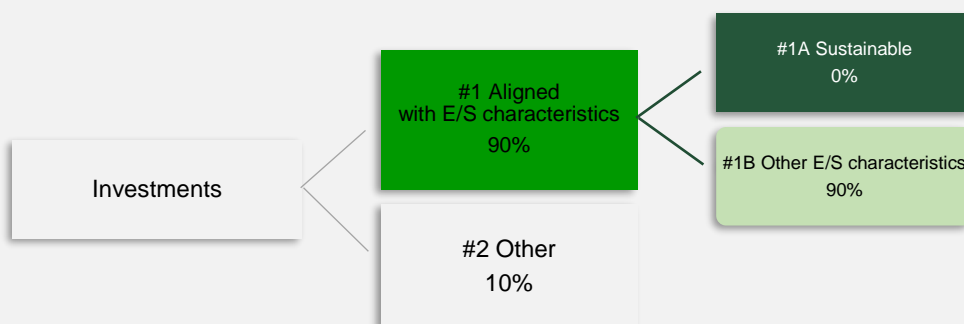 Investments
#1 Aligned
with E/S characteristics
90%
#2 Other
10%
#1A Sustainable
0%
#1B Other E/S characteristics
90%